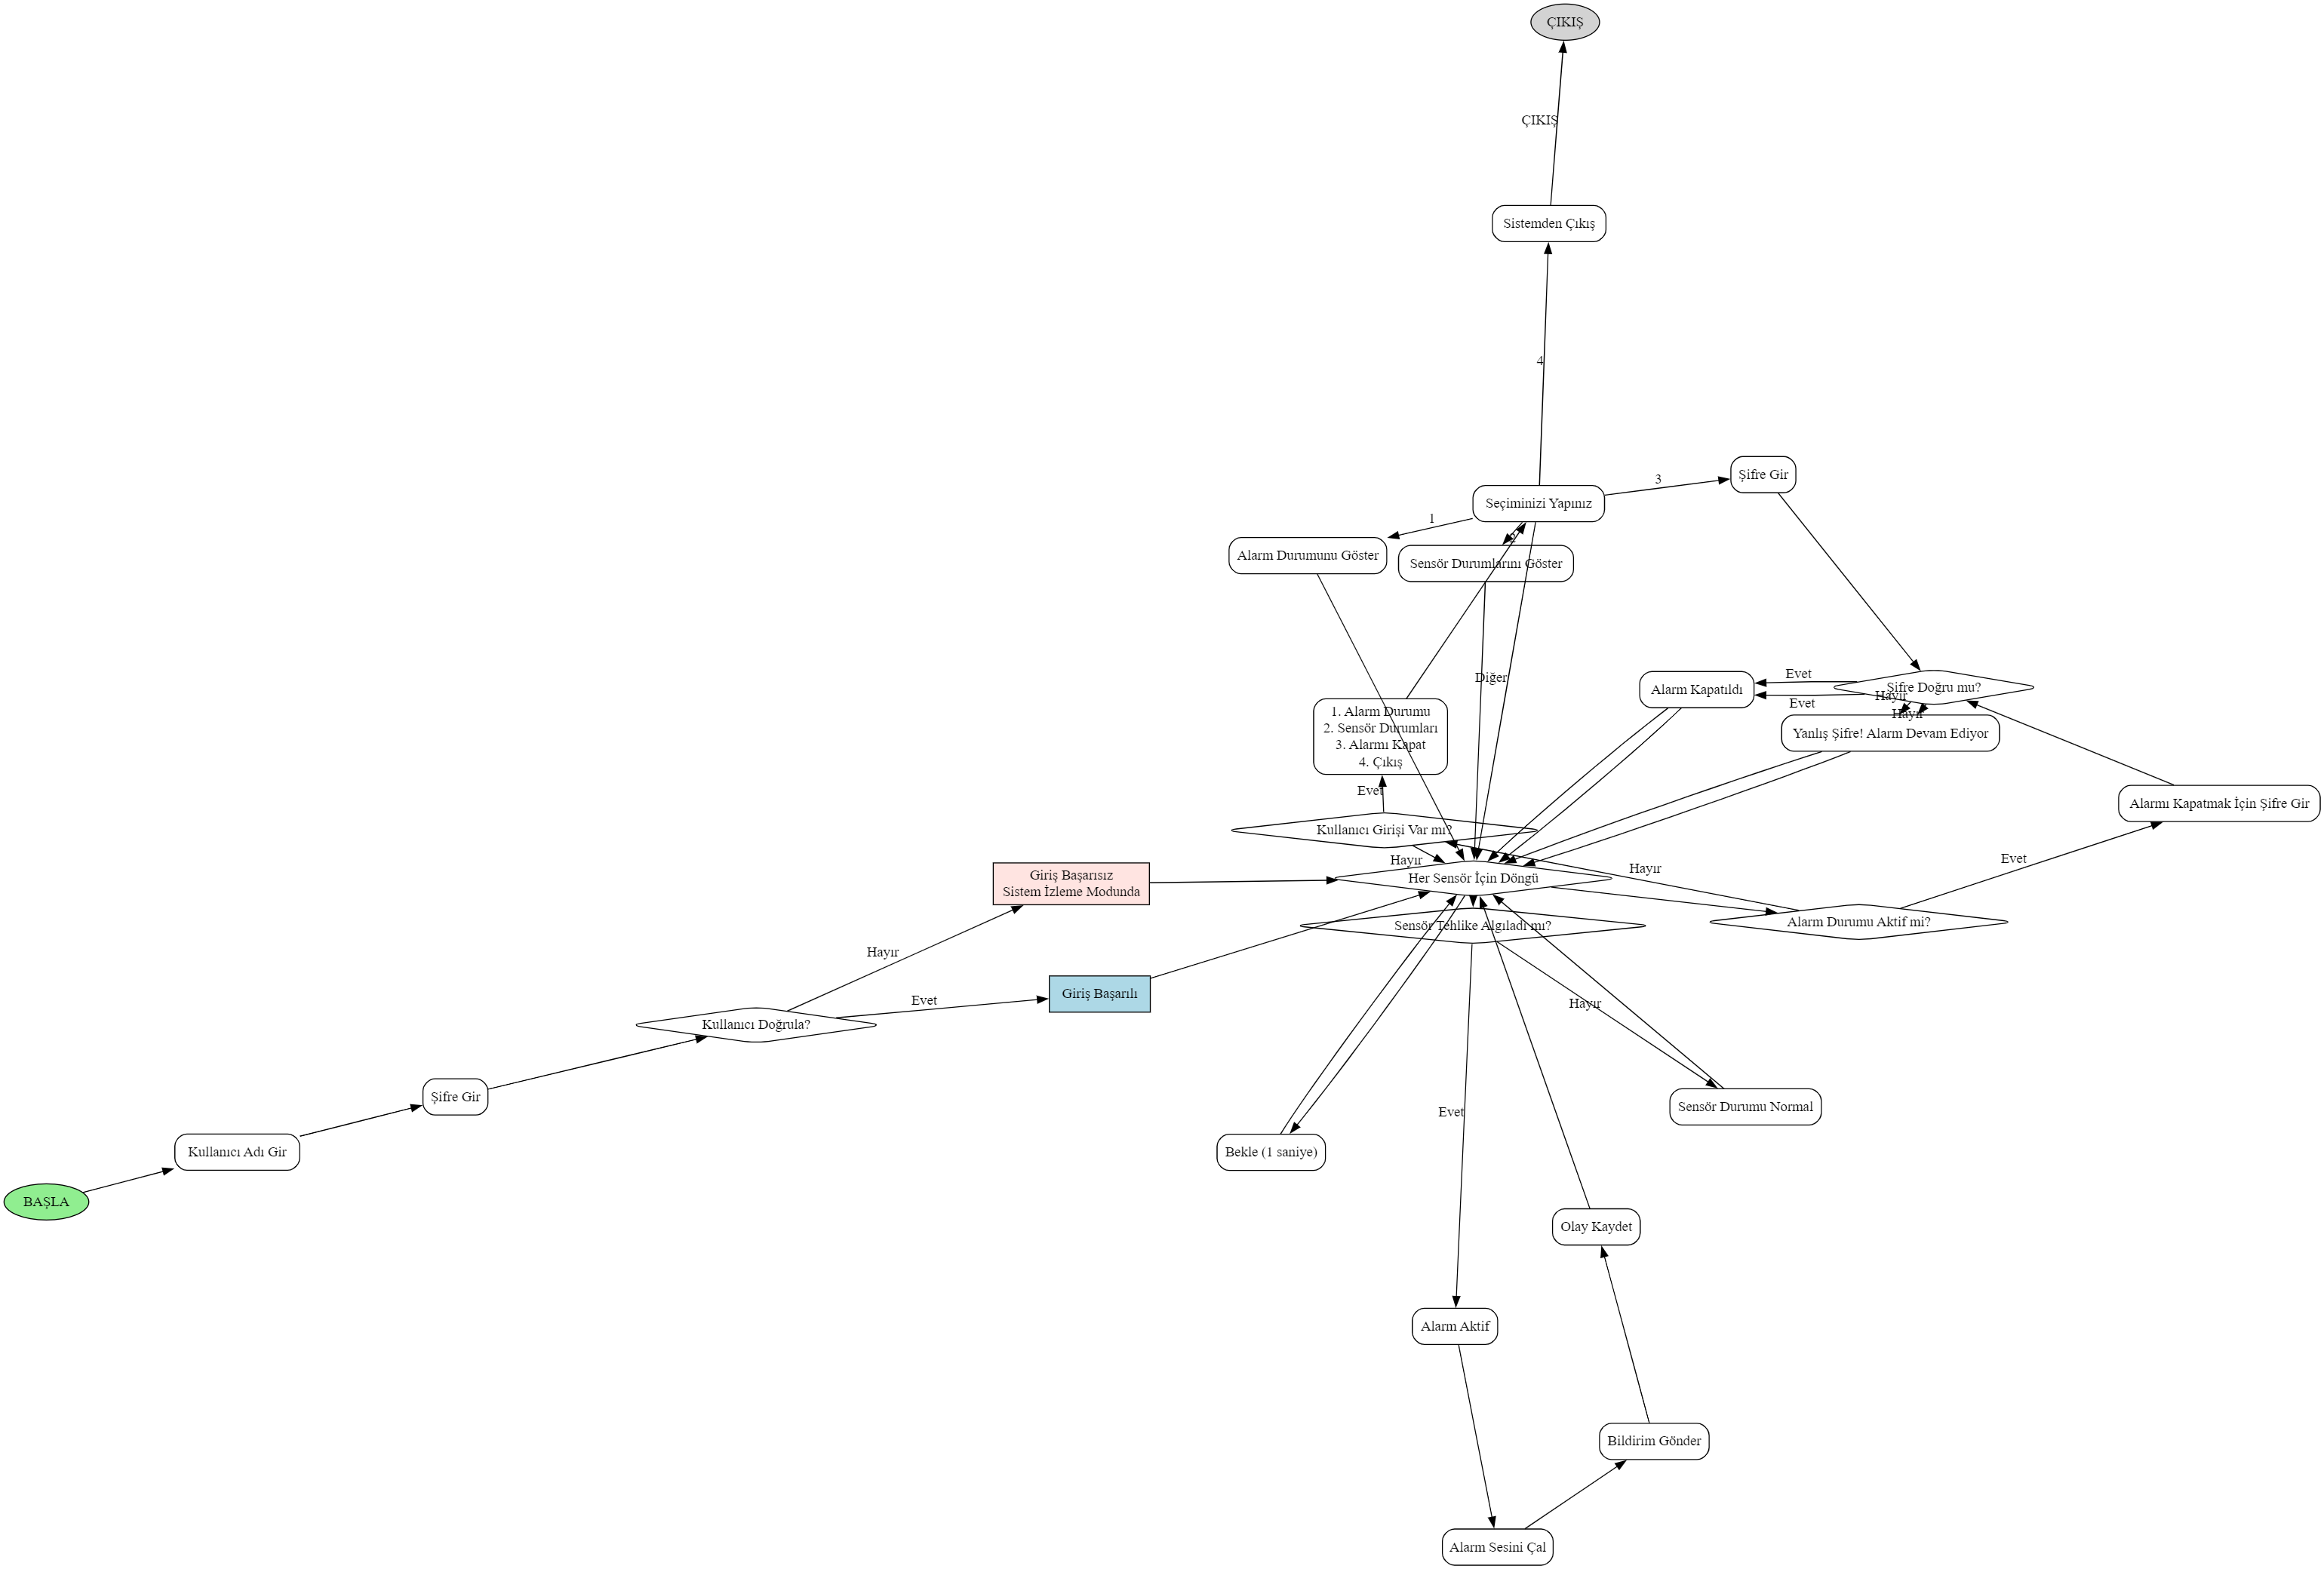 ÇIKIŞ
ÇIKIŞ
Sistemden Çıkış
4
Şifre Gir
3
Seçiminizi Yapınız
1
2
Alarm Durumunu Göster
Sensör Durumlarını Göster
Diğer
Evet
Şifre Doğru mu?
Alarm Kapatıldı
Hayır
Evet
Hayır
1. Alarm Durumu
2. Sensör Durumları
3. Alarmı Kapat
4. Çıkış
Yanlış Şifre! Alarm Devam Ediyor
Evet
Alarmı Kapatmak İçin Şifre Gir
Kullanıcı Girişi Var mı?
Hayır
Hayır
Evet
Giriş Başarısız
Sistem İzleme Modunda
Her Sensör İçin Döngü
Alarm Durumu Aktif mi?
Sensör Tehlike Algıladı mı?
Hayır
Giriş Başarılı
Evet
Hayır
Kullanıcı Doğrula?
Şifre Gir
Sensör Durumu Normal
Evet
Kullanıcı Adı Gir
Bekle (1 saniye)
BAŞLA
Olay Kaydet
Alarm Aktif
Bildirim Gönder
Alarm Sesini Çal